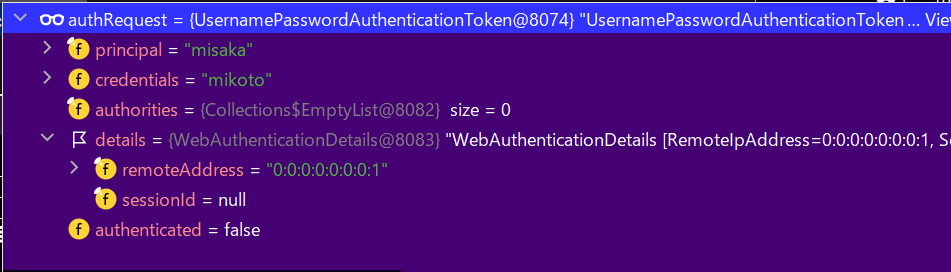 authRequest = {UsernamePasswordAuthenticationToken@8074} "UsernamePasswordAuthenticationToken ... View
f principal = "misaka"
f credentials = "mikoto"
f authorities = {Collections$EmptyList@8082} size = 0
details = {WebAuthenticationDetails@8083} "WebAuthenticationDetails [RemoteIpAddress=0:0:0:0:0:0:0:1, Se
f remoteAddress = "0:0:0:0:0:0:0:1"
f sessionId = null
f authenticated = false